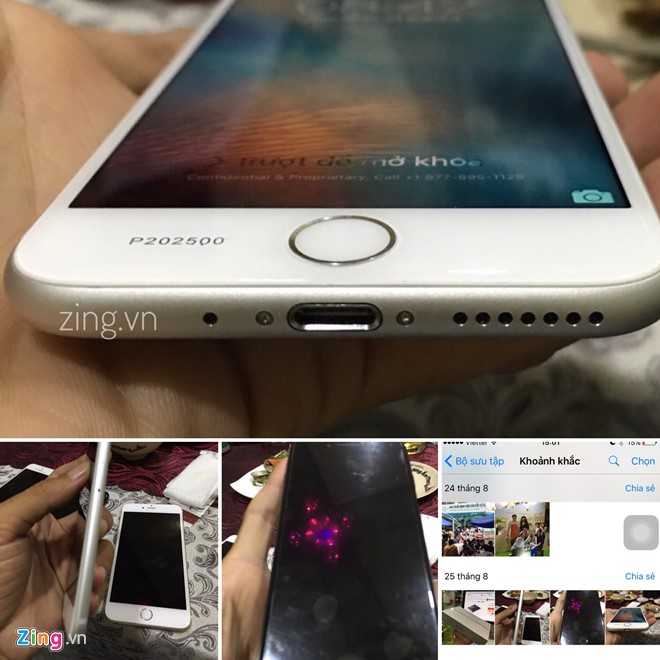 trượt để mở khóa
Confidential & Proprietary, Call +1 877-595-1125
P202500
zing.vn
Zing.vn
Viettel 15:01 15%
Bộ sưu tập Khoảnh khắc Chọn
24 tháng 8 Chia sẻ
25 tháng 8 Chia sẻ